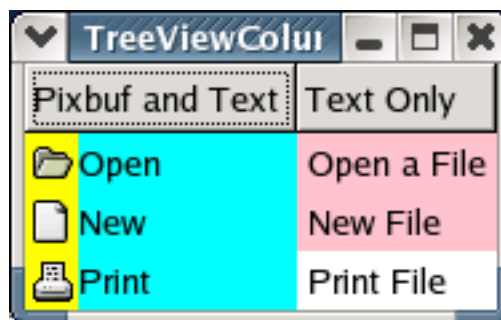 TreeViewColu
Pixbuf and Text Text Only
Open Open a File
New New File
Print Print File